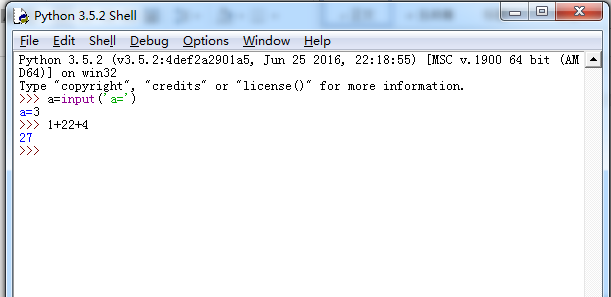 Python 3.5.2 Shell
File Edit Shell Debug Options Window Help
Python 3.5.2 (v3.5.2:4def2a2901a5, Jun 25 2016, 22:18:55) [MSC v.1900 64 bit (AM
D64)] on win32
Type "copyright", "credits" or "license()" for more information.
>>> a=input('a=')
a=3
>>> 1+22+4
27
>>>